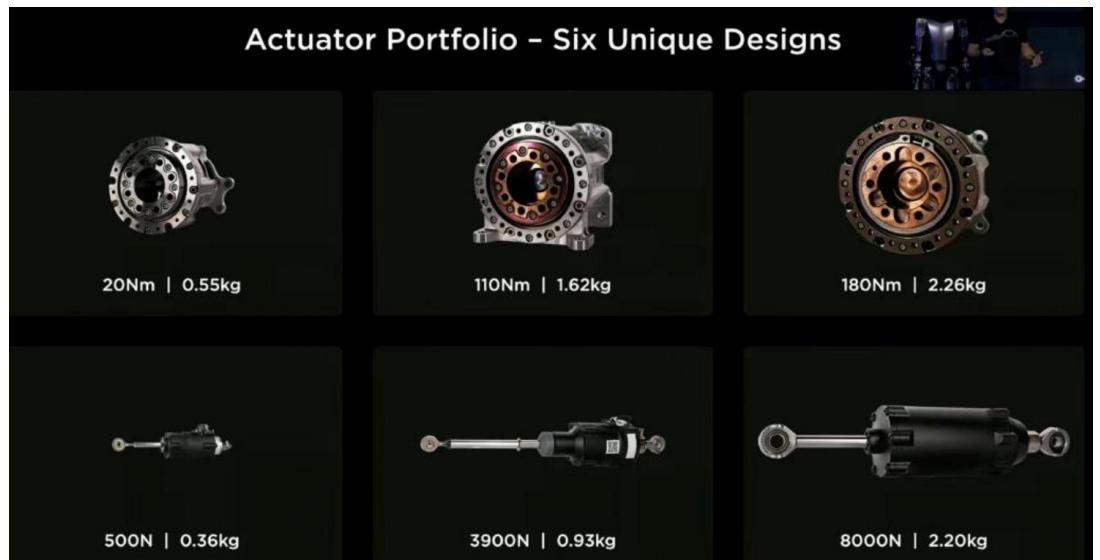 Actuator Portfolio – Six Unique Designs
20Nm | 0.55kg
110Nm | 1.62kg
180Nm | 2.26kg
500N | 0.36kg
3900N | 0.93kg
8000N | 2.20kg